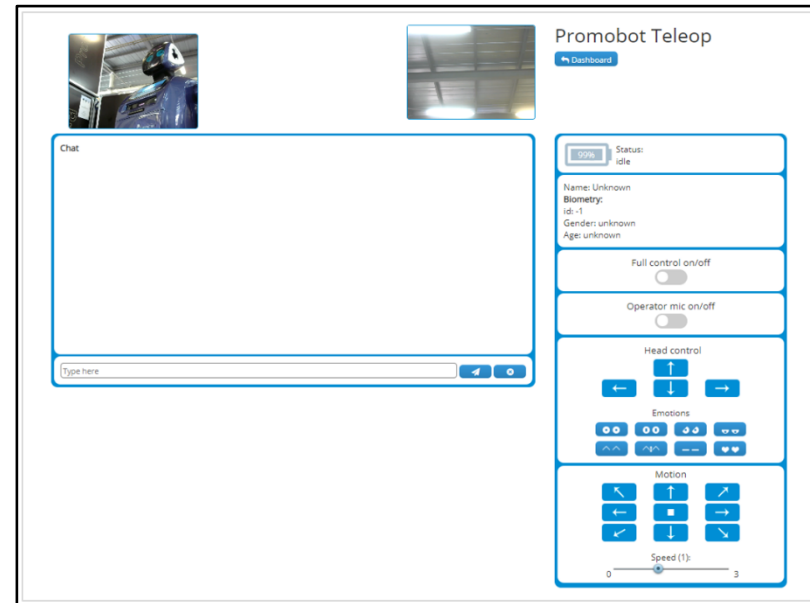 Promobot Teleop
Dashboard
Chat
Type here
99%
Status:
idle
Name: Unknown
Biometry:
id: -1
Gender: unknown
Age: unknown
Full control on/off
Operator mic on/off
Head control
Emotions
Motion
Speed (1):
0
3